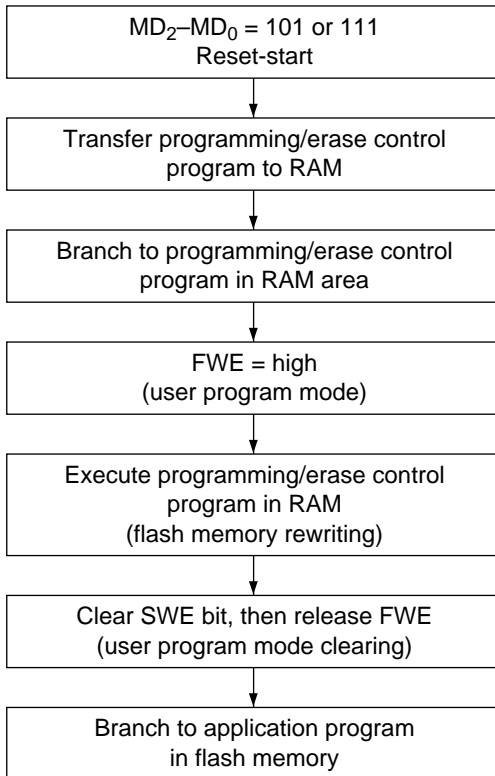 MD₂–MD₀ = 101 or 111
Reset-start
Transfer programming/erase control
program to RAM
Branch to programming/erase control
program in RAM area
FWE = high
(user program mode)
Execute programming/erase control
program in RAM
(flash memory rewriting)
Clear SWE bit, then release FWE
(user program mode clearing)
Branch to application program
in flash memory